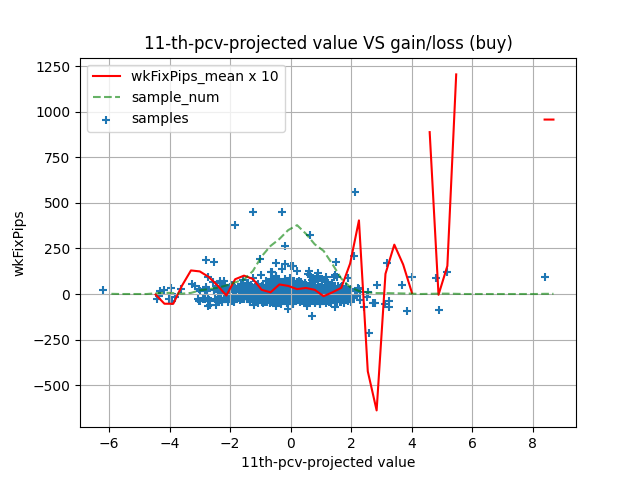 11-th-pcv-projected value VS gain/loss (buy)
wkFixPips_mean x 10
sample_num
samples
wkFixPips
1250
1000
750
500
250
0
−250
−500
−6 −4 −2 0 2 4 6 8
11th-pcv-projected value